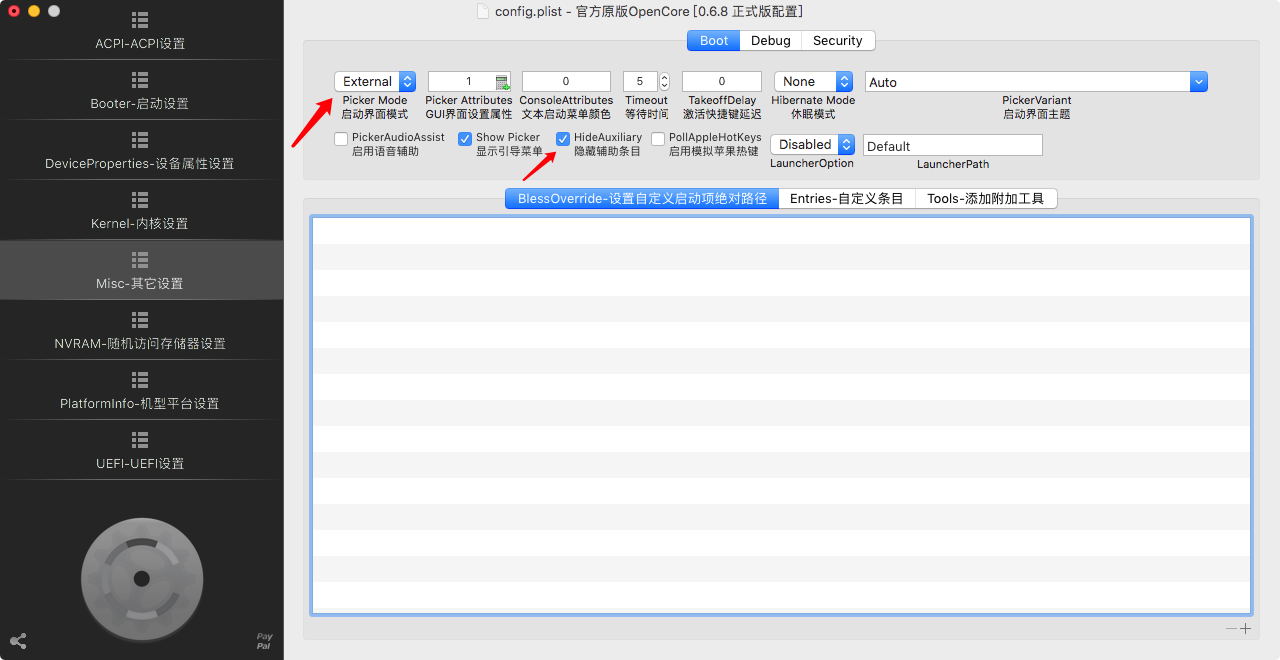 config.plist - 官方原版OpenCore [0.6.8 正式版配置]
ACPI-ACPI设置
Booter-启动设置
DeviceProperties-设备属性设置
Kernel-内核设置
Misc-其它设置
NVRAM-随机访问存储器设置
PlatformInfo-机型平台设置
UEFI-UEFI设置
Pay
Pal
Boot Debug Security
External 1 0 5 0 None Auto
Picker Mode Picker Attributes ConsoleAttributes Timeout TakeoffDelay Hibernate Mode PickerVariant
启动界面模式 GUI界面设置属性 文本启动菜单颜色 等待时间 激活快捷键延迟 休眠模式 启动界面主题
PickerAudioAssist Show Picker HideAuxiliary PollAppleHotKeys Disabled Default
启用语音辅助 显示引导菜单 隐藏辅助条目 启用模拟苹果热键
LauncherOption LauncherPath
BlessOverride-设置自定义启动项绝对路径 Entries-自定义条目 Tools-添加附加工具